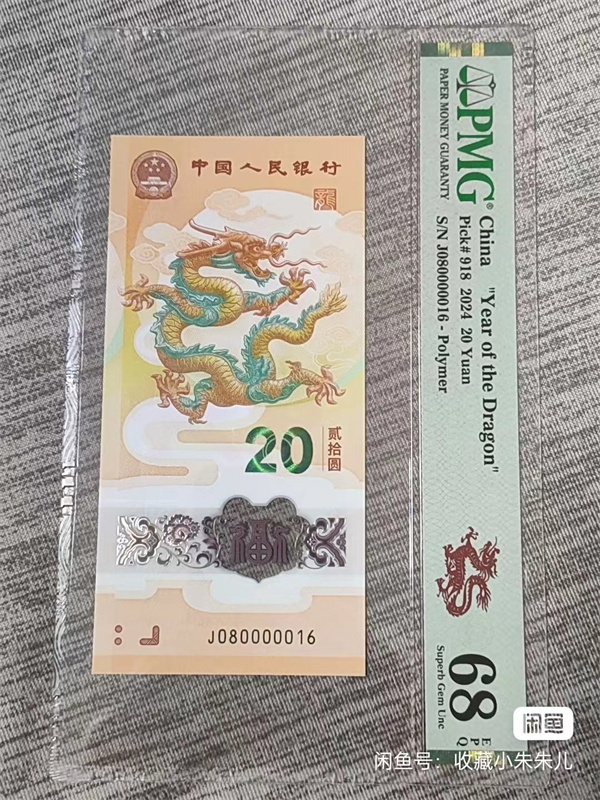 中国人民银行
龍
20
贰拾圆
福
J080000016
PMG®
PAPER MONEY GUARANTY
China "Year of the Dragon"
Pick# 918 2024 20 Yuan
S/N J080000016 - Polymer
68 EPQ
Superb Gem Unc
闲鱼
闲鱼号：收藏小朱朱儿